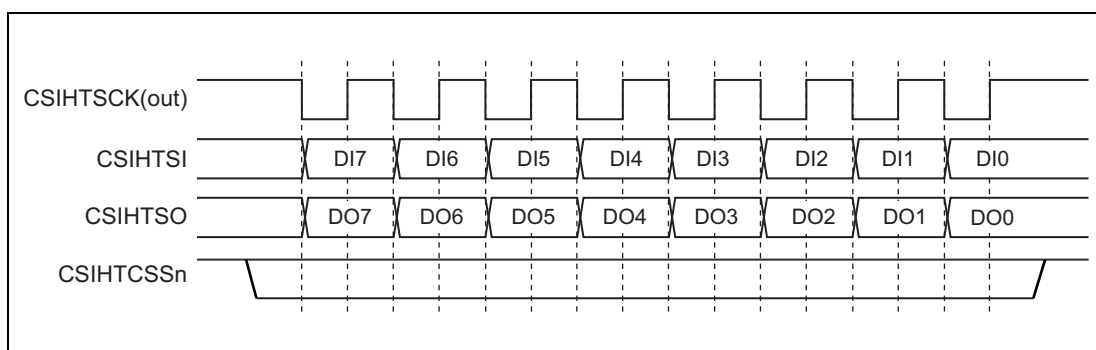 CSIHTSCK(out)
CSIHTSI DI7 DI6 DI5 DI4 DI3 DI2 DI1 DI0
CSIHTSO DO7 DO6 DO5 DO4 DO3 DO2 DO1 DO0
CSIHTCSSn